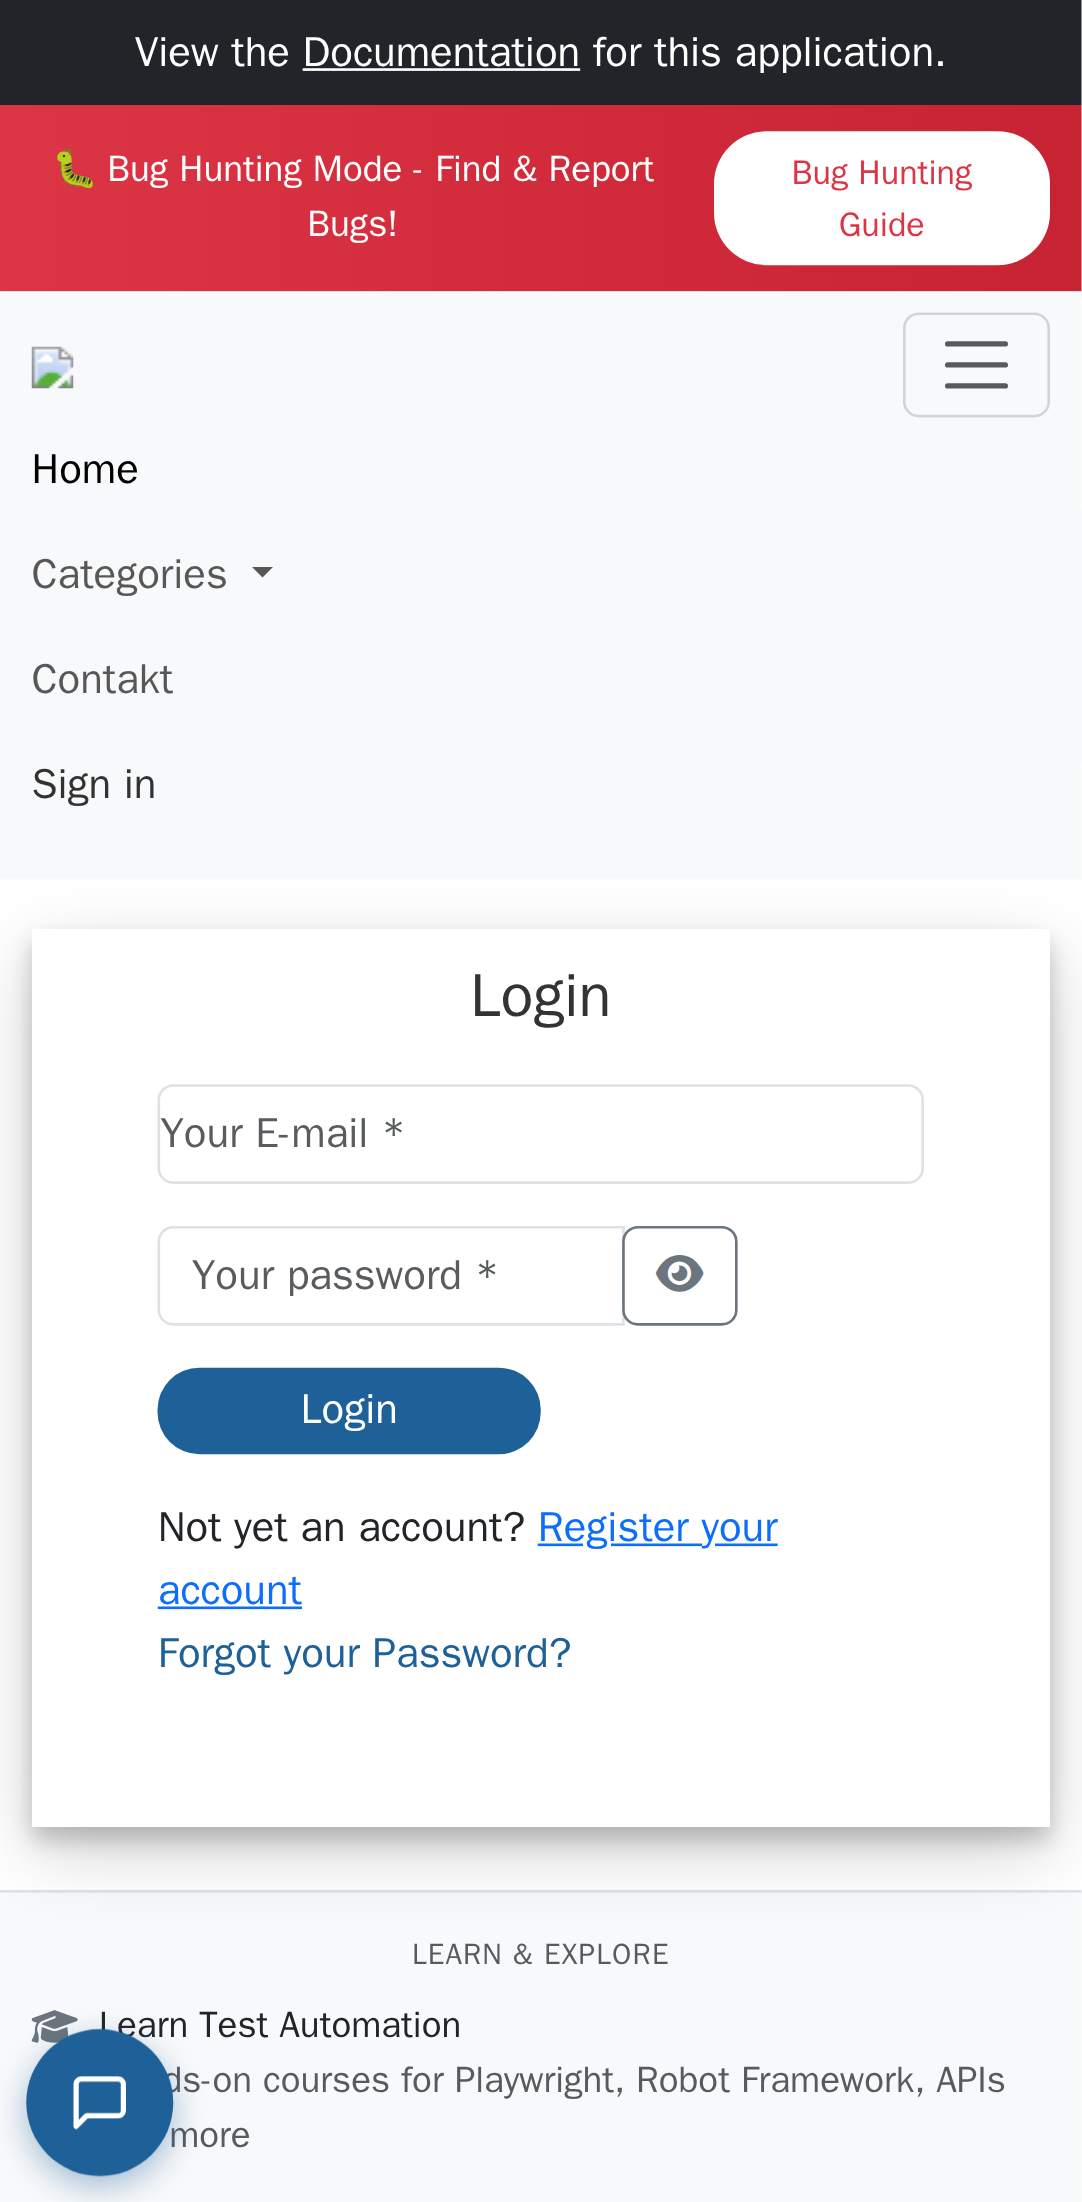 View the Documentation for this application.
Bug Hunting Mode - Find & Report
Bugs!
Bug Hunting
Guide
Home
Categories
Contakt
Sign in
Login
Your E-mail *
Your password *
Login
Not yet an account? Register your
account
Forgot your Password?
LEARN & EXPLORE
Learn Test Automation
ds-on courses for Playwright, Robot Framework, APIs
more